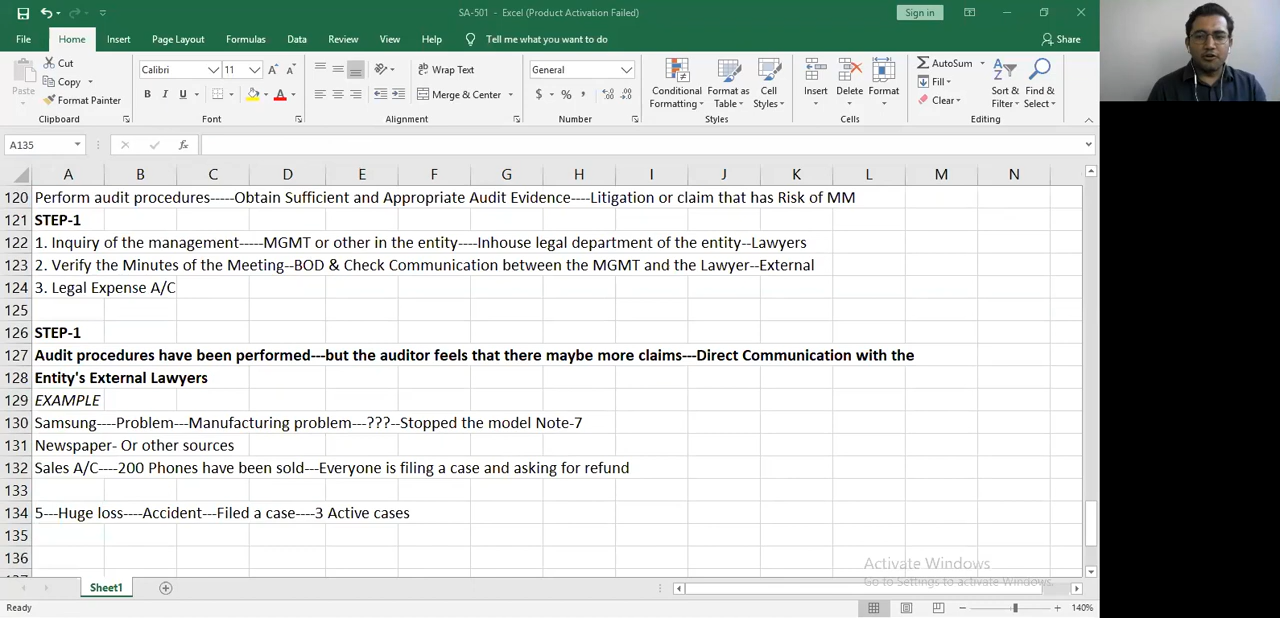 SA-501 - Excel (Product Activation Failed)
Sign in
File Home Insert Page Layout Formulas Data Review View Help Tell me what you want to do Share
Paste Cut Copy Format Painter Clipboard
Calibri 11 A A B I U A Font
Wrap Text Merge & Center Alignment
General $ % , Number
Conditional Formatting Format as Table Cell Styles Styles
Insert Delete Format Cells
AutoSum Fill Clear Sort & Filter Find & Select Editing
A135 fx
A B C D E F G H I J K L M N
120 Perform audit procedures-----Obtain Sufficient and Appropriate Audit Evidence----Litigation or claim that has Risk of MM
121 STEP-1
122 1. Inquiry of the management-----MGMT or other in the entity----Inhouse legal department of the entity--Lawyers
123 2. Verify the Minutes of the Meeting--BOD & Check Communication between the MGMT and the Lawyer--External
124 3. Legal Expense A/C
125
126 STEP-1
127 Audit procedures have been performed---but the auditor feels that there maybe more claims---Direct Communication with the
128 Entity's External Lawyers
129 EXAMPLE
130 Samsung----Problem---Manufacturing problem---???--Stopped the model Note-7
131 Newspaper- Or other sources
132 Sales A/C----200 Phones have been sold---Everyone is filing a case and asking for refund
133
134 5---Huge loss----Accident---Filed a case----3 Active cases
135
136
Activate Windows
Go to Settings to activate Windows.
Sheet1
Ready
140%